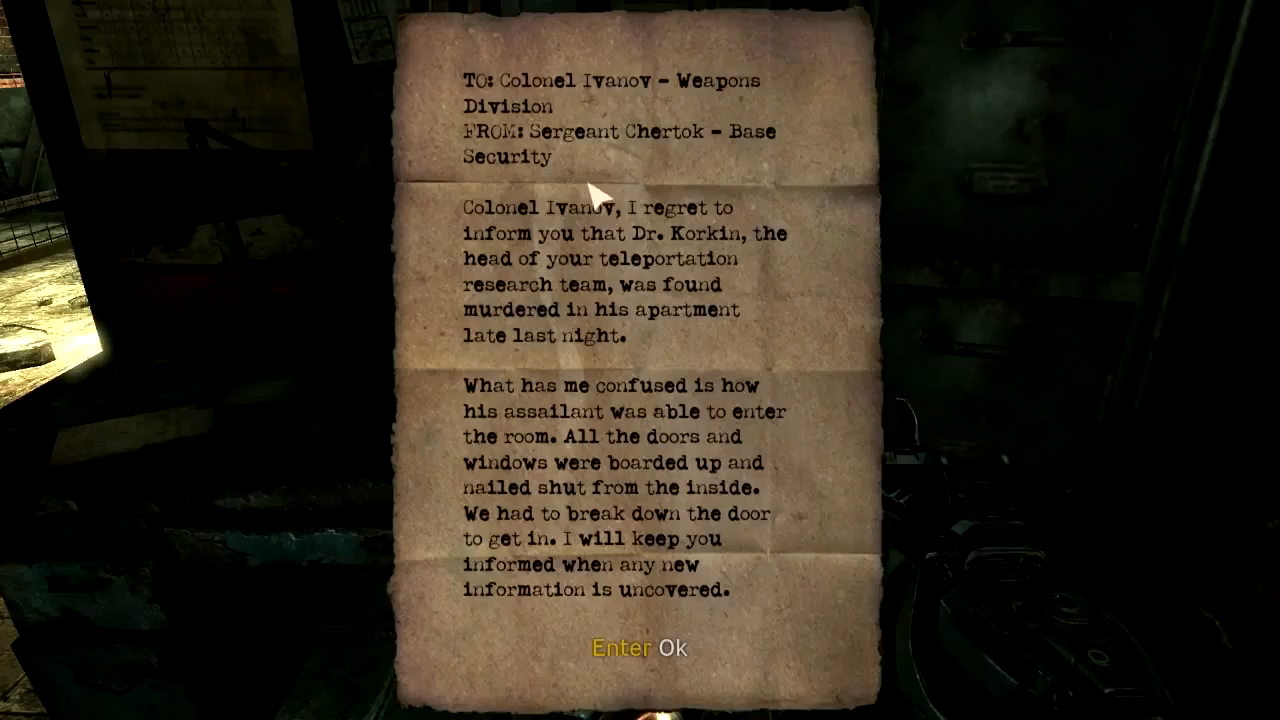 TO: Colonel Ivanov - Weapons
Division
FROM: Sergeant Chertok - Base
Security
Colonel Ivanov, I regret to
inform you that Dr. Korkin, the
head of your teleportation
research team, was found
murdered in his apartment
late last night.
What has me confused is how
his assailant was able to enter
the room. All the doors and
windows were boarded up and
nailed shut from the inside.
We had to break down the door
to get in. I will keep you
informed when any new
information is uncovered.
Enter Ok